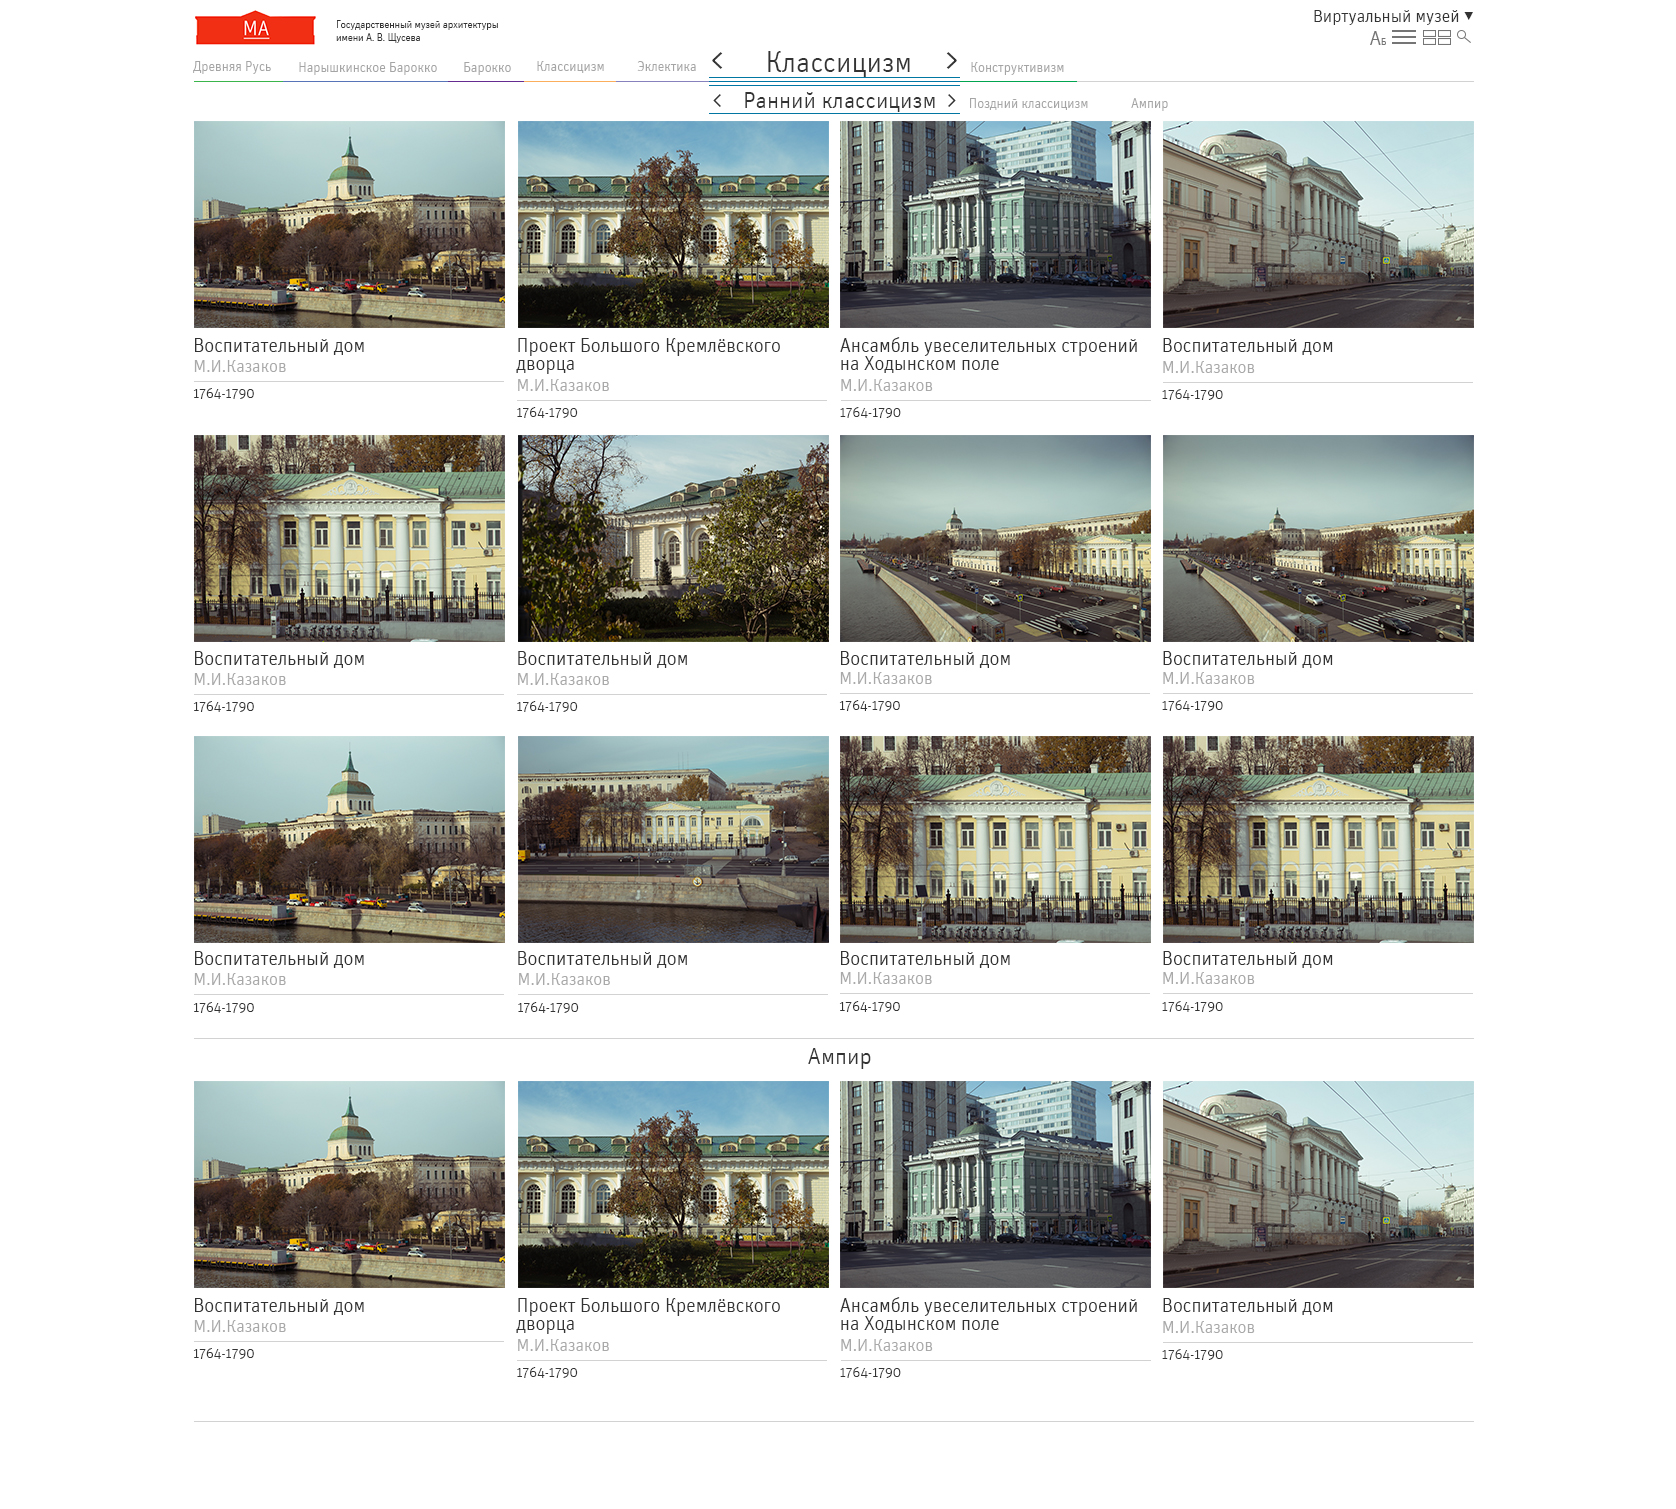 МА
Государственный музей архитектуры
имени А. В. Щусева
Виртуальный музей ▼
АБ
Древняя Русь Нарышкинское Барокко Барокко Классицизм Эклектика Классицизм Конструктивизм
Ранний классицизм Поздний классицизм Ампир
Воспитательный дом
М.И.Казаков
1764-1790
Проект Большого Кремлёвского
дворца
М.И.Казаков
1764-1790
Ансамбль увеселительных строений
на Ходынском поле
М.И.Казаков
1764-1790
Воспитательный дом
М.И.Казаков
1764-1790
Воспитательный дом
М.И.Казаков
1764-1790
Воспитательный дом
М.И.Казаков
1764-1790
Воспитательный дом
М.И.Казаков
1764-1790
Воспитательный дом
М.И.Казаков
1764-1790
Воспитательный дом
М.И.Казаков
1764-1790
Воспитательный дом
М.И.Казаков
1764-1790
Воспитательный дом
М.И.Казаков
1764-1790
Воспитательный дом
М.И.Казаков
1764-1790
Ампир
Воспитательный дом
М.И.Казаков
1764-1790
Проект Большого Кремлёвского
дворца
М.И.Казаков
1764-1790
Ансамбль увеселительных строений
на Ходынском поле
М.И.Казаков
1764-1790
Воспитательный дом
М.И.Казаков
1764-1790